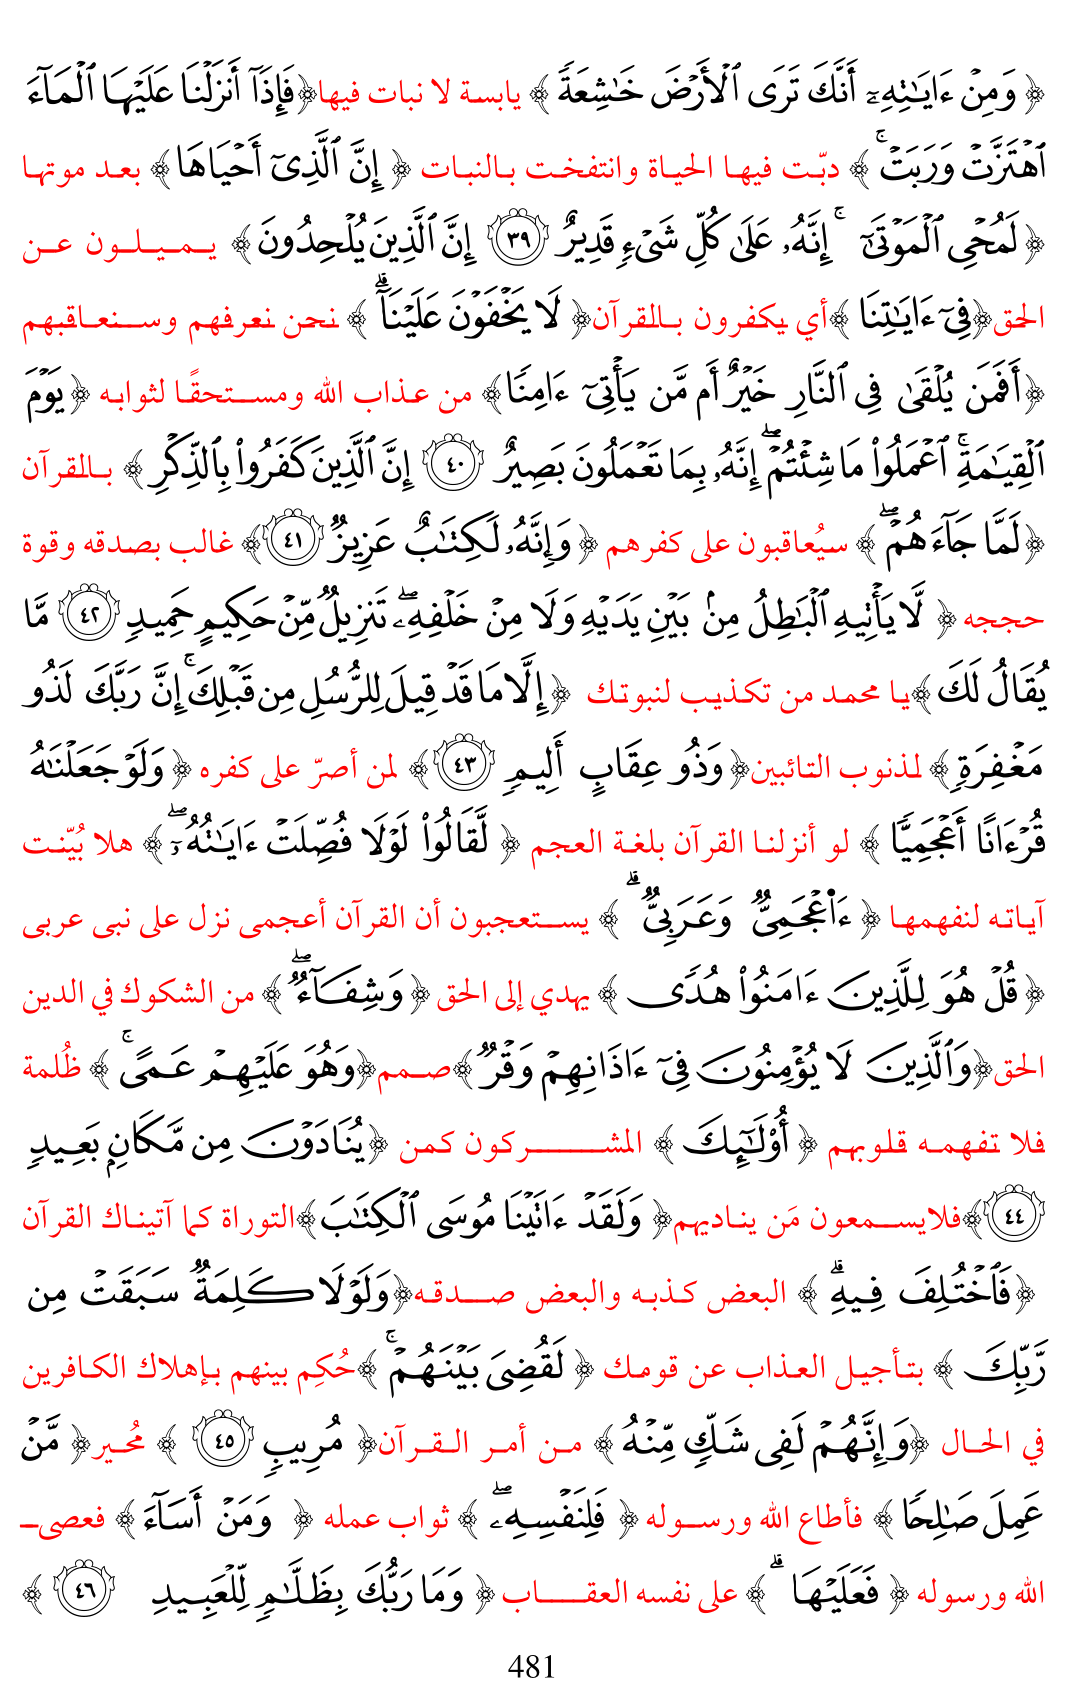 ﴿ وَمِنْ ءَايَٰتِهِۦٓ أَنَّكَ تَرَى ٱلْأَرْضَ خَٰشِعَةً ﴾ يابسة لا نبات فيها﴿فَإِذَآ أَنزَلْنَا عَلَيْهَا ٱلْمَآءَ
ٱهْتَزَّتْ وَرَبَتْ ۚ ﴾ دبّت فيها الحياة وانتفخت بالنبات ﴿ إِنَّ ٱلَّذِىٓ أَحْيَاهَا﴾ بعد موتها
﴿ لَمُحْىِ ٱلْمَوْتَىٰٓ ۚ إِنَّهُۥ عَلَىٰ كُلِّ شَىْءٍ قَدِيرٌ ٣٩ إِنَّ ٱلَّذِينَ يُلْحِدُونَ ﴾ يميلون عن
الحق﴿فِىٓ ءَايَٰتِنَا ﴾أي يكفرون بالقرآن﴿ لَا يَخْفَوْنَ عَلَيْنَآ ۗ ﴾ نحن نعرفهم وسنعاقبهم
﴿أَفَمَن يُلْقَىٰ فِى ٱلنَّارِ خَيْرٌ أَم مَّن يَأْتِىٓ ءَامِنًا﴾ من عذاب الله ومستحقًا لثوابه ﴿ يَوْمَ
ٱلْقِيَٰمَةِ ۚ ٱعْمَلُوا۟ مَا شِئْتُمْ ۖ إِنَّهُۥ بِمَا تَعْمَلُونَ بَصِيرٌ ٤٠ إِنَّ ٱلَّذِينَ كَفَرُوا۟ بِٱلذِّكْرِ ﴾ بالقرآن
﴿لَمَّا جَآءَهُمْ ۖ ﴾ سيُعاقبون على كفرهم ﴿ وَإِنَّهُۥ لَكِتَٰبٌ عَزِيزٌ ٤١﴾ غالب بصدقه وقوة
حججه ﴿ لَّا يَأْتِيهِ ٱلْبَٰطِلُ مِنۢ بَيْنِ يَدَيْهِ وَلَا مِنْ خَلْفِهِۦ ۖ تَنزِيلٌ مِّنْ حَكِيمٍ حَمِيدٍ ٤٢ مَّا
يُقَالُ لَكَ ﴾يا محمد من تكذيب لنبوتك ﴿ إِلَّا مَا قَدْ قِيلَ لِلرُّسُلِ مِن قَبْلِكَ ۚ إِنَّ رَبَّكَ لَذُو
مَغْفِرَةٍ ﴾ لمذنوب التائبين﴿ وَذُو عِقَابٍ أَلِيمٍ ٤٣﴾ لمن أصرّ على كفره ﴿ وَلَوْ جَعَلْنَٰهُ
قُرْءَانًا أَعْجَمِيًّا ﴾ لو أنزلنا القرآن بلغة العجم ﴿ لَّقَالُوا۟ لَوْلَا فُصِّلَتْ ءَايَٰتُهُۥٓ ۖ ﴾ هلا بُيّنت
آياته لنفهمها ﴿ ءَا۬عْجَمِىٌّ وَعَرَبِىٌّ ۗ ﴾ يستعجبون أن القرآن أعجمى نزل على نبى عربى
﴿ قُلْ هُوَ لِلَّذِينَ ءَامَنُوا۟ هُدًى ﴾ يهدي إلى الحق ﴿ وَشِفَآءٌ ۖ ﴾ من الشكوك في الدين
الحق﴿وَٱلَّذِينَ لَا يُؤْمِنُونَ فِىٓ ءَاذَانِهِمْ وَقْرٌ ﴾صمم﴿وَهُوَ عَلَيْهِمْ عَمًى ۚ ﴾ ظُلمة
فلا تفهمه قلوبهم ﴿ أُو۟لَٰٓئِكَ ﴾ المشركون كمن ﴿يُنَادَوْنَ مِن مَّكَانٍۭ بَعِيدٍ
٤٤﴾فلايسمعون مَن يناديهم﴿ وَلَقَدْ ءَاتَيْنَا مُوسَى ٱلْكِتَٰبَ﴾التوراة كما آتيناك القرآن
﴿فَٱخْتُلِفَ فِيهِ ۗ ﴾ البعض كذبه والبعض صدقه﴿وَلَوْلَا كَلِمَةٌ سَبَقَتْ مِن
رَّبِّكَ ﴾ بتأجيل العذاب عن قومك ﴿ لَقُضِىَ بَيْنَهُمْ ۚ ﴾حُكِم بينهم بإهلاك الكافرين
في الحال ﴿وَإِنَّهُمْ لَفِى شَكٍّ مِّنْهُ ﴾ من أمر القرآن﴿ مُرِيبٍ ٤٥ ﴾ مُحير﴿ مَّنْ
عَمِلَ صَٰلِحًا ﴾ فأطاع الله ورسوله ﴿ فَلِنَفْسِهِۦ ۖ ﴾ ثواب عمله ﴿ وَمَنْ أَسَآءَ ﴾ فعصى
الله ورسوله ﴿ فَعَلَيْهَا ۗ ﴾ على نفسه العقاب ﴿ وَمَا رَبُّكَ بِظَلَّٰمٍ لِّلْعَبِيدِ ٤٦ ﴾
481